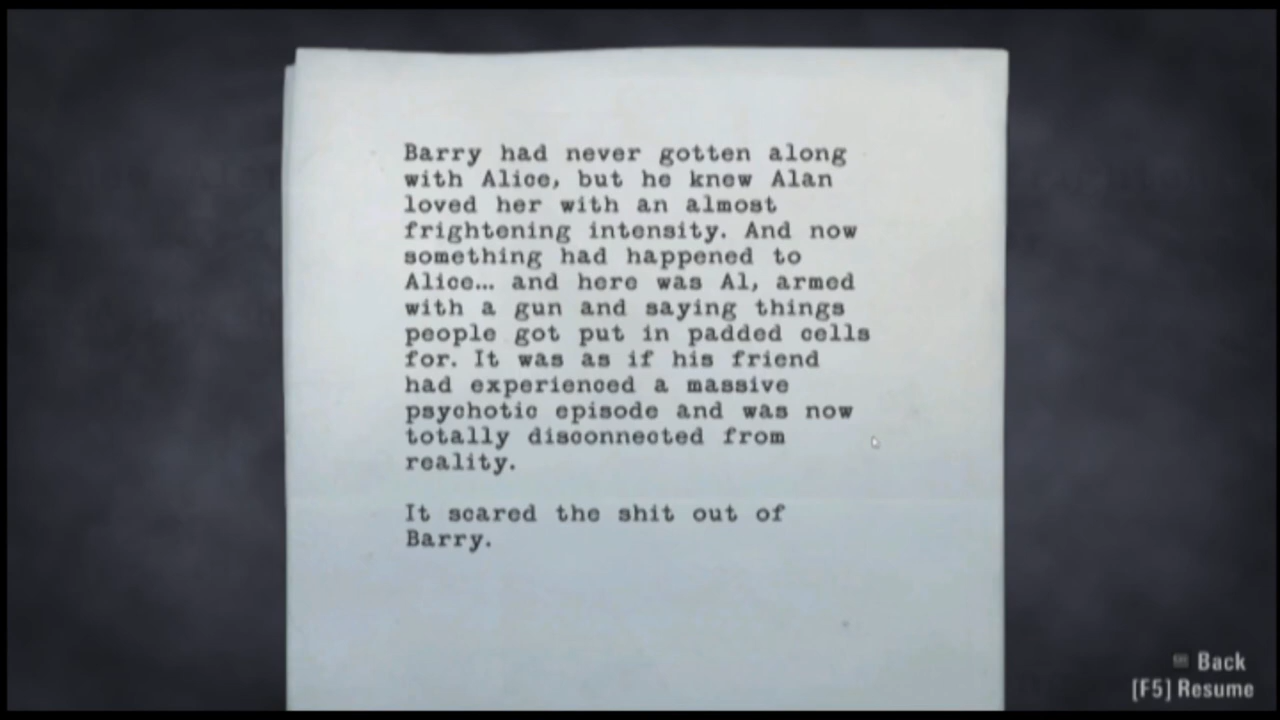 Barry had never gotten along
with Alice, but he knew Alan
loved her with an almost
frightening intensity. And now
something had happened to
Alice... and here was Al, armed
with a gun and saying things
people got put in padded cells
for. It was as if his friend
had experienced a massive
psychotic episode and was now
totally disconnected from
reality.
It scared the shit out of
Barry.
Back
[F5] Resume